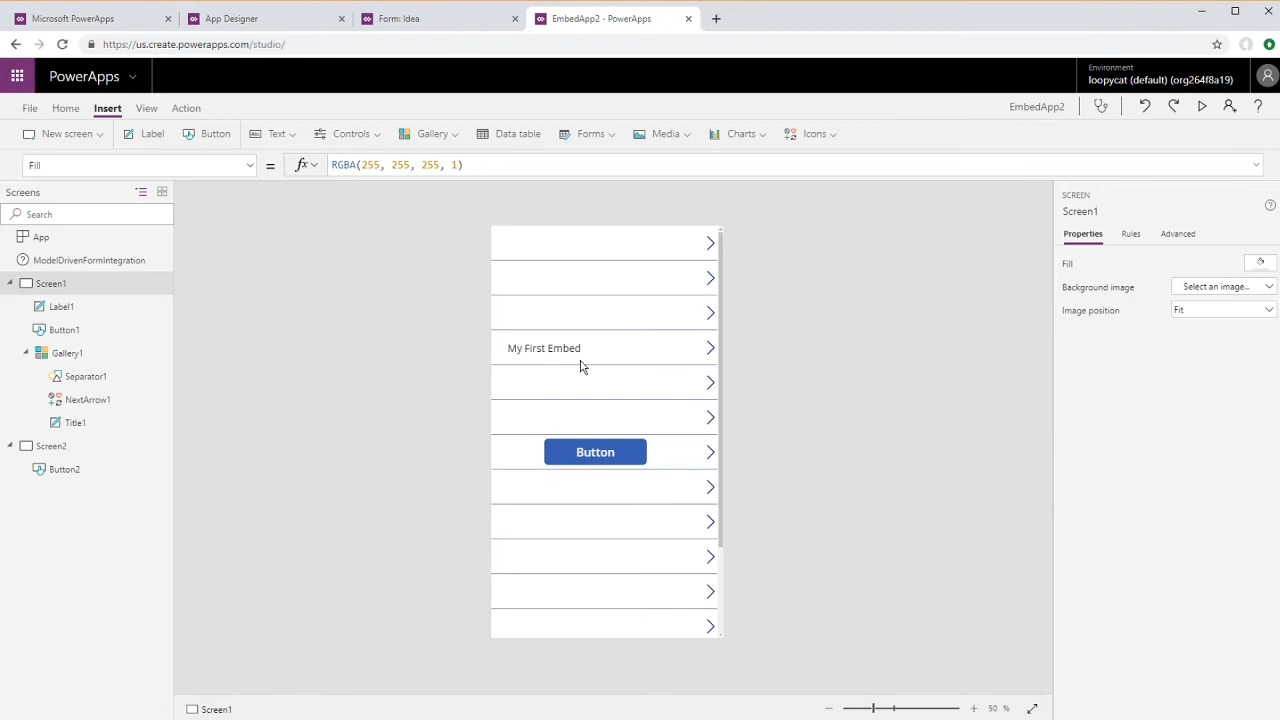 Microsoft PowerApps
App Designer
Form: Idea
EmbedApp2 - PowerApps
https://us.create.powerapps.com/studio/
PowerApps
Environment
loopycat (default) (org264f8a19)
File Home Insert View Action
EmbedApp2
New screen Label Button Text Controls Gallery Data table Forms Media Charts Icons
Fill = fx RGBA(255, 255, 255, 1)
Screens
Search
App
ModelDrivenFormIntegration
Screen1
Label1
Button1
Gallery1
Separator1
NextArrow1
Title1
Screen2
Button2
My First Embed
Button
SCREEN
Screen1
Properties Rules Advanced
Fill
Background image Select an image...
Image position Fit
Screen1
50 %